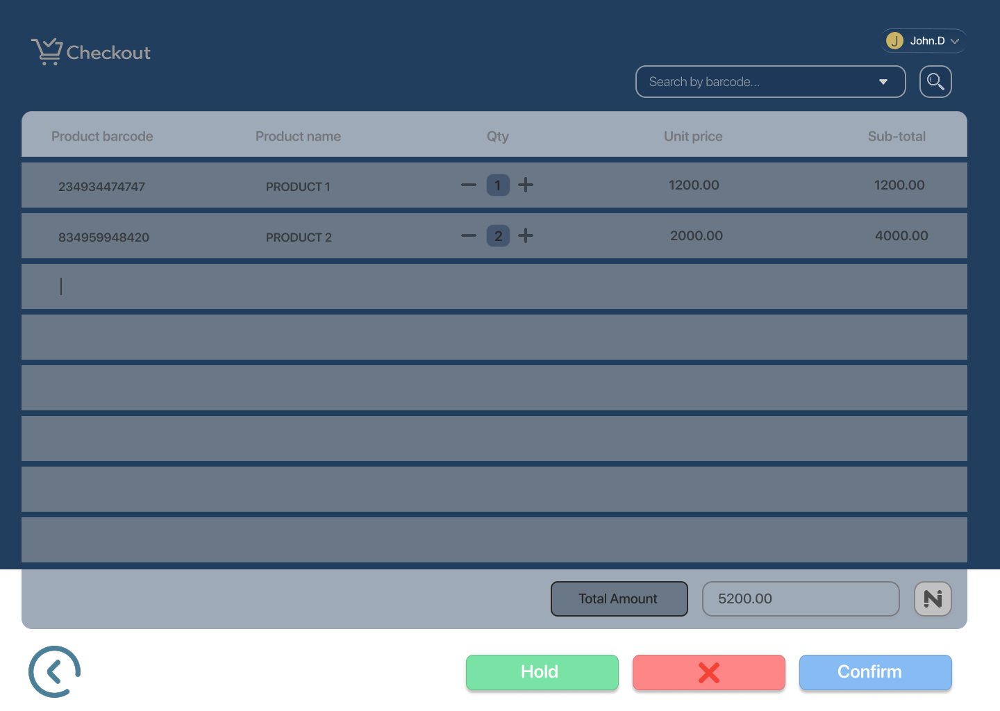 Checkout
J John.D
Search by barcode...
Product barcode Product name Qty Unit price Sub-total
234934474747 PRODUCT 1 1 1200.00 1200.00
834959948420 PRODUCT 2 2 2000.00 4000.00
Total Amount 5200.00 N
Hold Confirm